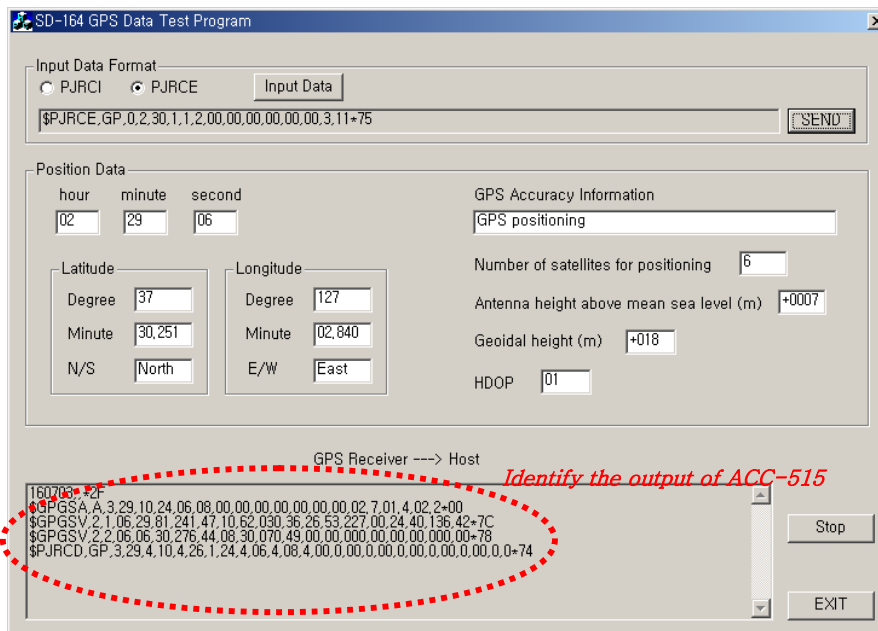 SD-164 GPS Data Test Program
Input Data Format
PJRCI PJRCE Input Data
$PJRCE,GP,0,2,30,1,1,2,00,00,00,00,00,00,3,11*75 SEND
Position Data
hour minute second
02 29 06
GPS Accuracy Information
GPS positioning
Latitude
Degree 37
Minute 30,251
N/S North
Longitude
Degree 127
Minute 02,840
E/W East
Number of satellites for positioning 6
Antenna height above mean sea level (m) +0007
Geoidal height (m) +018
HDOP 01
GPS Receiver ---> Host
Identify the output of ACC-515
160703,,*2F
$GPGSA,A,3,29,10,24,06,08,00,00,00,00,00,00,00,02,7,01,4,02,2*00
$GPGSV,2,1,06,29,81,241,47,10,62,030,36,26,53,227,00,24,40,136,42*7C
$GPGSV,2,2,06,06,30,276,44,08,30,070,49,00,00,000,00,00,00,000,00*78
$PJRCD,GP,3,29,4,10,4,26,1,24,4,06,4,08,4,00,0,00,0,00,0,00,0,00,0,00,0,0*74
Stop
EXIT